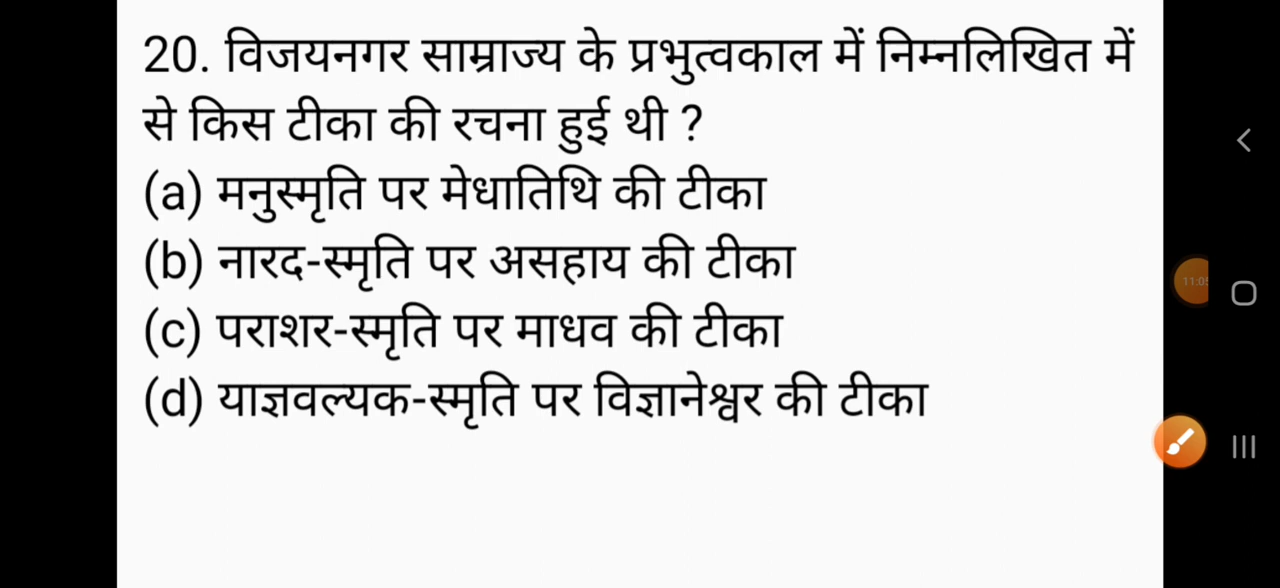 20. विजयनगर साम्राज्य के प्रभुत्वकाल में निम्नलिखित में
से किस टीका की रचना हुई थी ?
(a) मनुस्मृति पर मेधातिथि की टीका
(b) नारद-स्मृति पर असहाय की टीका
(c) पराशर-स्मृति पर माधव की टीका
(d) याज्ञवल्यक-स्मृति पर विज्ञानेश्वर की टीका